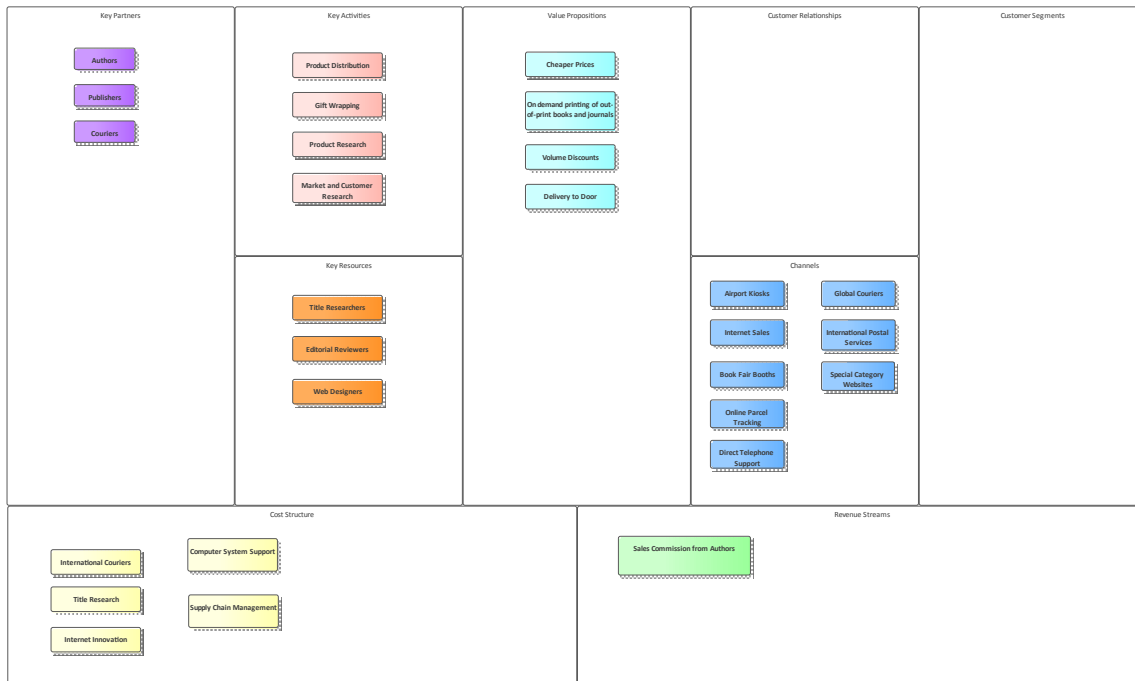 Key Partners
Authors
Publishers
Couriers
Key Activities
Product Distribution
Gift Wrapping
Product Research
Market and Customer
Research
Key Resources
Title Researchers
Editorial Reviewers
Web Designers
Value Propositions
Cheaper Prices
On demand printing of out-
of-print books and journals
Volume Discounts
Delivery to Door
Customer Relationships
Channels
Airport Kiosks
Internet Sales
Book Fair Booths
Online Parcel
Tracking
Direct Telephone
Support
Global Couriers
International Postal
Services
Special Category
Websites
Customer Segments
Cost Structure
International Couriers
Title Research
Internet Innovation
Computer System Support
Supply Chain Management
Revenue Streams
Sales Commission from Authors